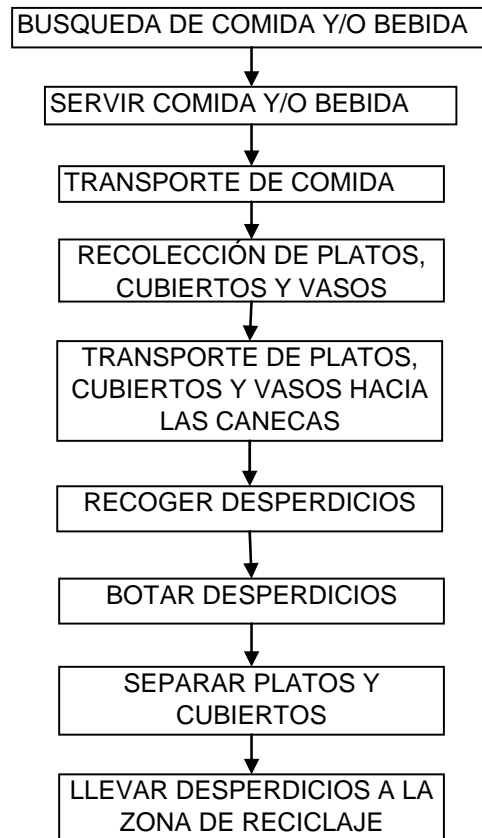 BUSQUEDA DE COMIDA Y/O BEBIDA
SERVIR COMIDA Y/O BEBIDA
TRANSPORTE DE COMIDA
RECOLECCIÓN DE PLATOS,
CUBIERTOS Y VASOS
TRANSPORTE DE PLATOS,
CUBIERTOS Y VASOS HACIA
LAS CANECAS
RECOGER DESPERDICIOS
BOTAR DESPERDICIOS
SEPARAR PLATOS Y
CUBIERTOS
LLEVAR DESPERDICIOS A LA
ZONA DE RECICLAJE